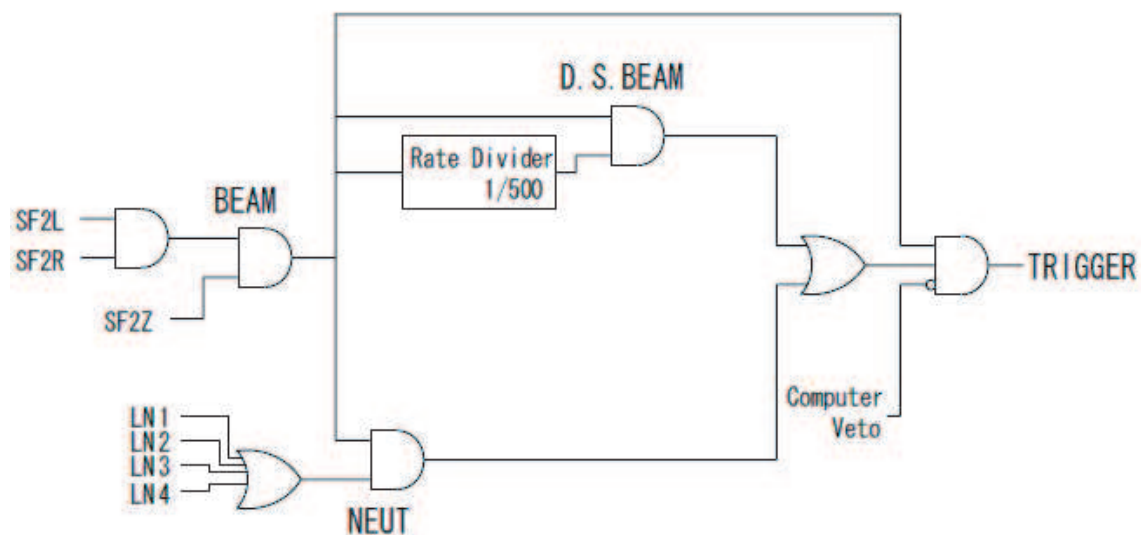 D.S.BEAM
Rate Divider
1/500
BEAM
SF2L
SF2R
SF2Z
TRIGGER
Computer
Veto
LN1
LN2
LN3
LN4
NEUT